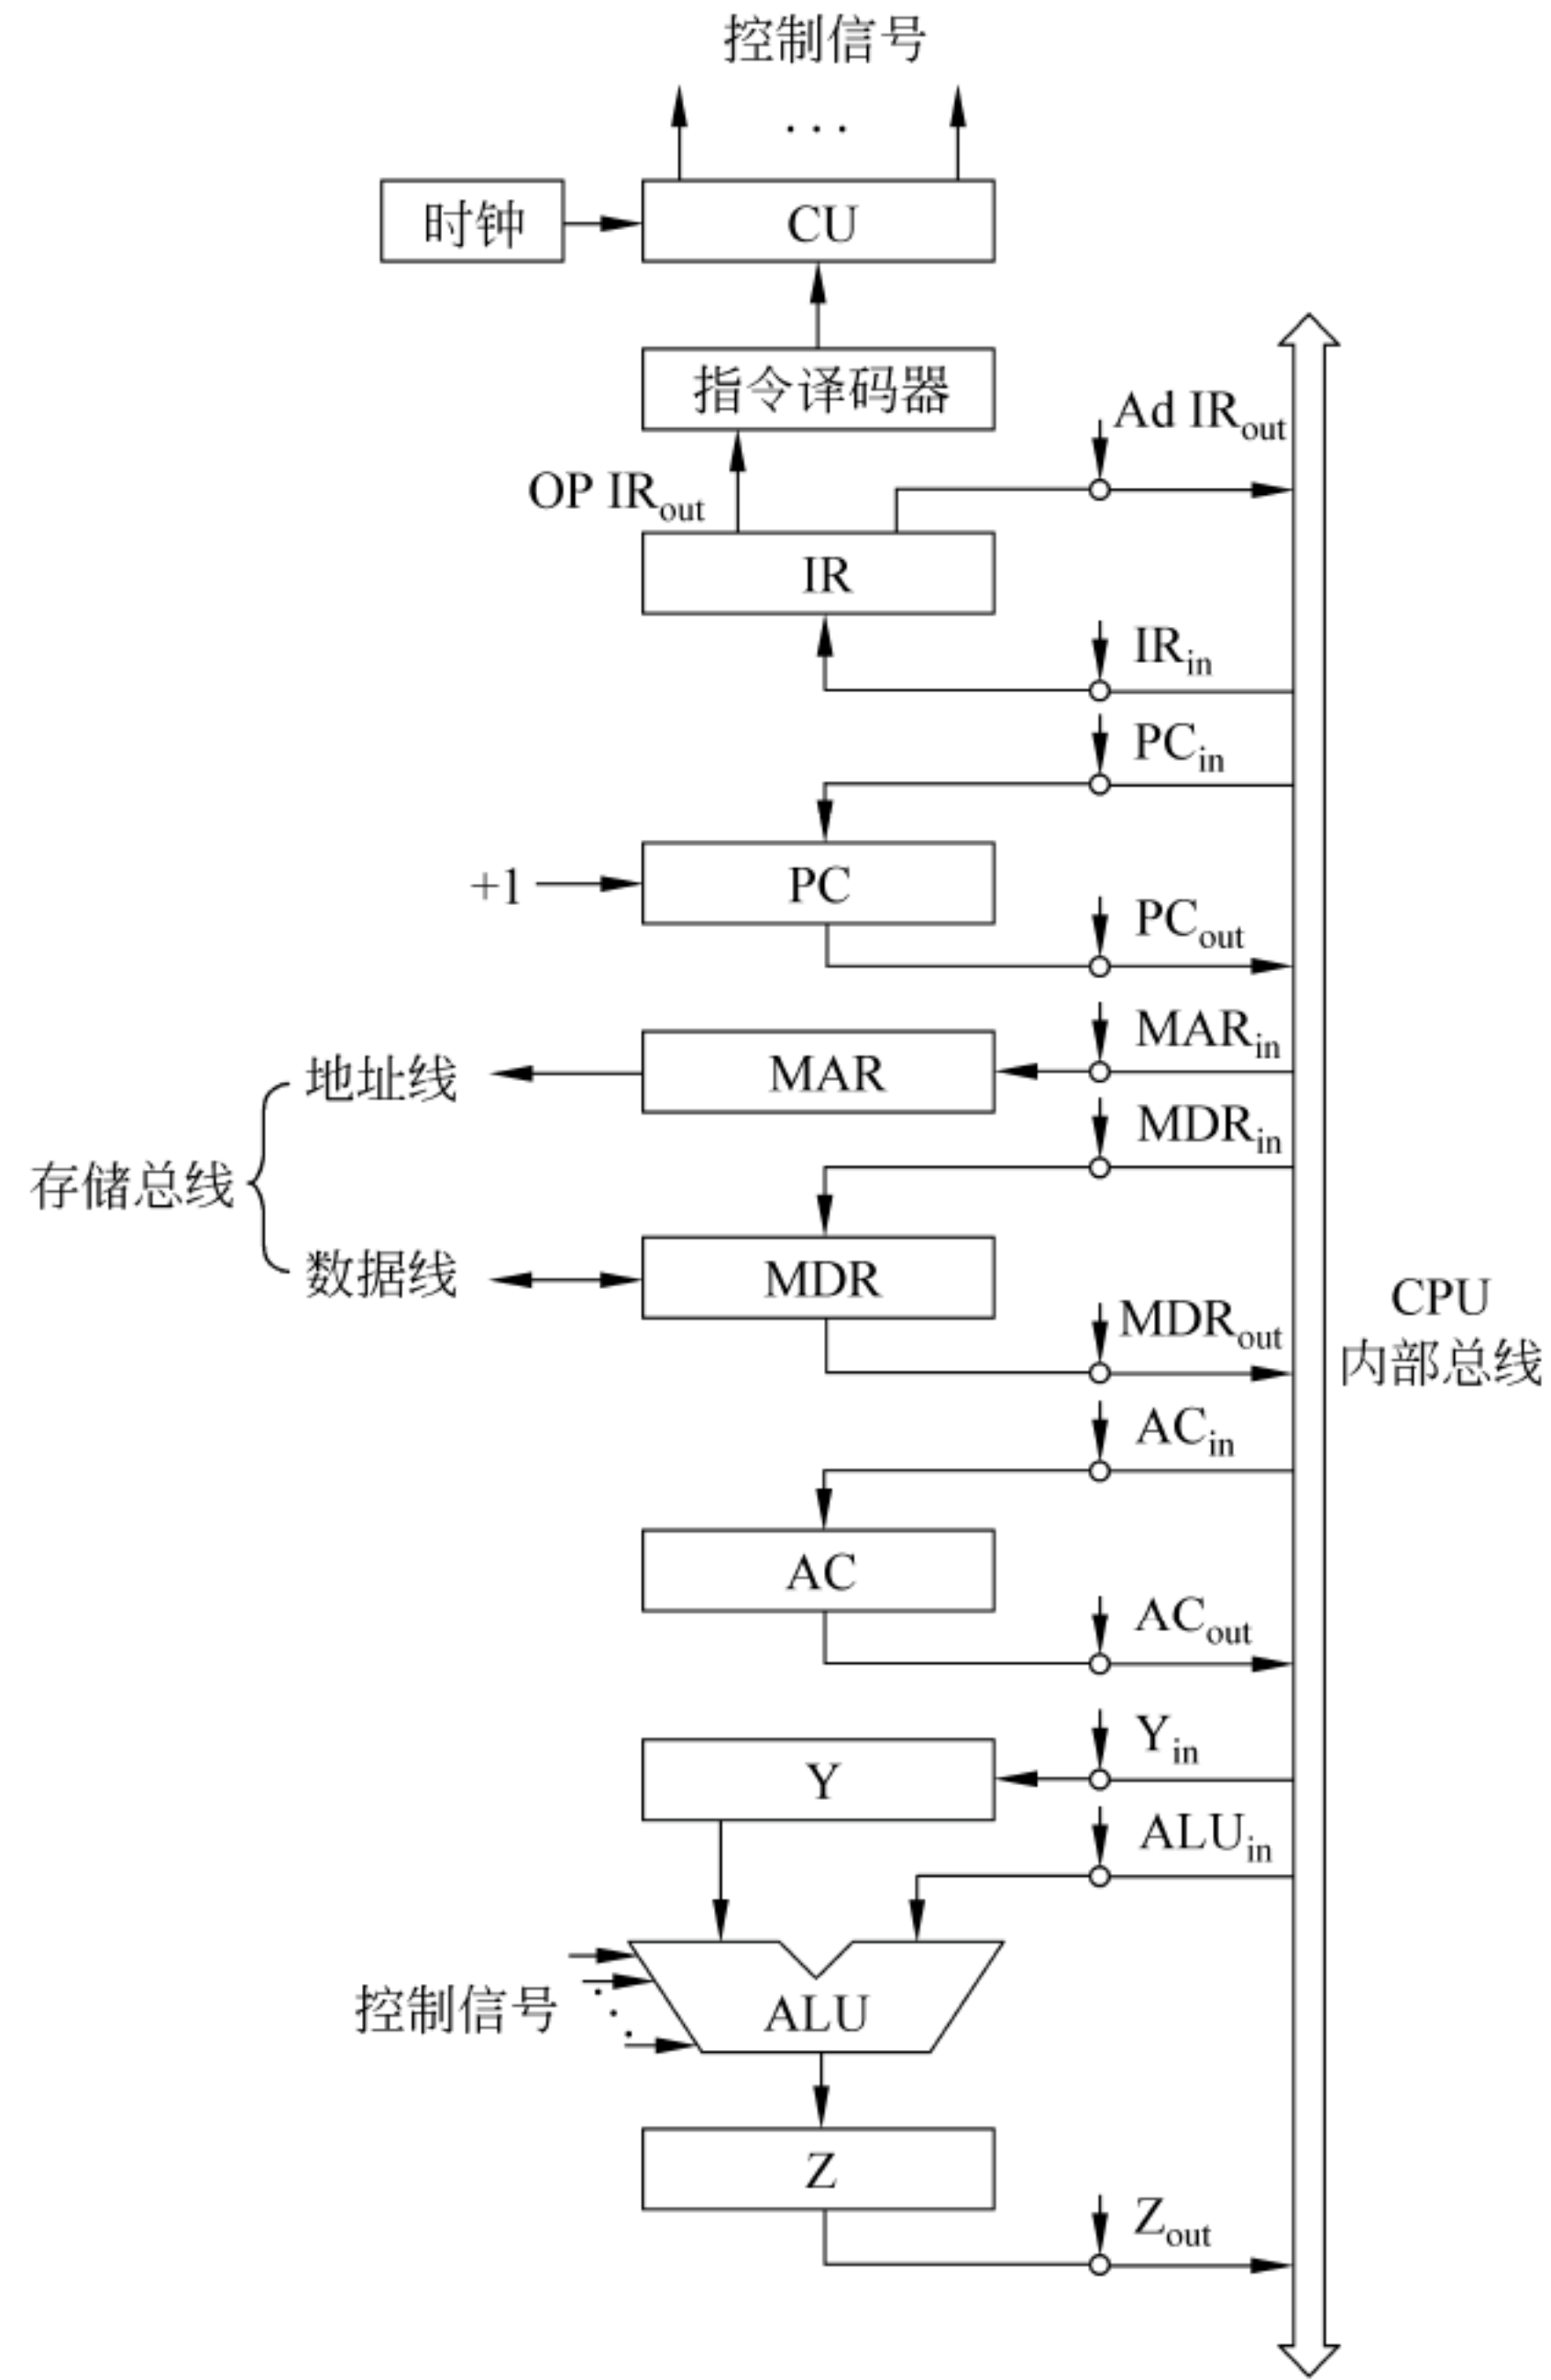 控制信号
· · ·
时钟
CU
指令译码器
Ad IRout
OP IRout
IR
IRin
PCin
+1
PC
PCout
MARin
地址线
MAR
MDRin
存储总线
数据线
MDR
CPU
内部总线
MDRout
ACin
AC
ACout
Yin
Y
ALUin
控制信号
ALU
Z
Zout